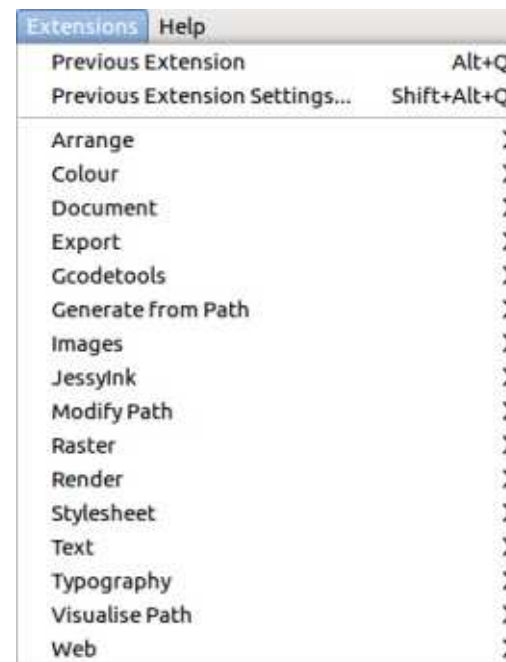 Extensions Help
Previous Extension Alt+Q
Previous Extension Settings... Shift+Alt+Q
Arrange
Colour
Document
Export
Gcodetools
Generate from Path
Images
JessyInk
Modify Path
Raster
Render
Stylesheet
Text
Typography
Visualise Path
Web